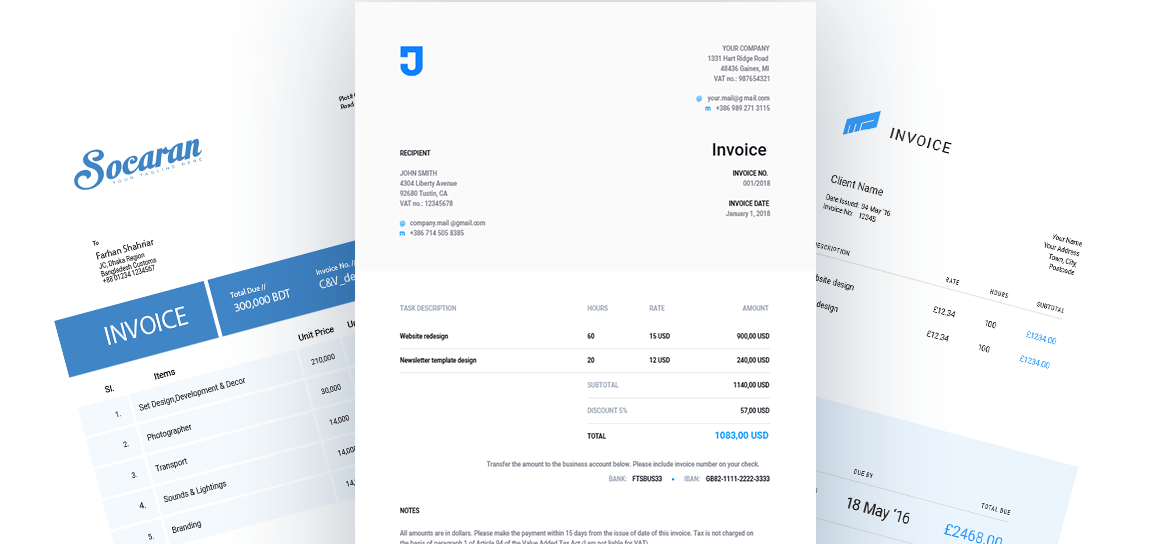 Socaran
YOUR TAGLINE HERE
To
Farhan Shahriar
JC, Dhaka Region
Bangladesh Customs
+88 01234 1234567
INVOICE
Total Due //
300,000 BDT
Invoice No. //
C&V_de
Sl.
Items
Unit Price
1.
Set Design,Development & Decor
210,000
2.
Photographer
30,000
3.
Transport
14,000
4.
Sounds & Lightings
14,000
5.
Branding
YOUR COMPANY
1331 Hart Ridge Road
48436 Gaines, MI
VAT no.: 987654321
@ your.mail@gmail.com
m +386 989 271 3115
RECIPIENT
JOHN SMITH
4304 Liberty Avenue
92680 Tustin, CA
VAT no.: 12345678
@ company.mail @gmail.com
m +386 714 505 8385
Invoice
INVOICE NO.
001/2018
INVOICE DATE
January 1, 2018
TASK DESCRIPTION HOURS RATE AMOUNT
Website redesign 60 15 USD 900,00 USD
Newsletter template design 20 12 USD 240,00 USD
SUBTOTAL 1140,00 USD
DISCOUNT 5% 57,00 USD
TOTAL 1083,00 USD
Transfer the amount to the business account below. Please include invoice number on your check.
BANK: FTSBUS33 • IBAN: GB82-1111-2222-3333
NOTES
All amounts are in dollars. Please make the payment within 15 days from the issue of date of this invoice. Tax is not charged on
the basis of paragraph 1 of Article 94 of the Value Added Tax Act (I am not liable for VAT).
INVOICE
Client Name
Date Issued: 34 May '16
Invoice No: 12345
Your Name
Your Address
Town, City,
Postcode
DESCRIPTION RATE HOURS SUBTOTAL
bsite design £12.34 100 £1234.00
design £12.34 100 £1234.00
DUE BY
18 May '16
TOTAL DUE
£2468.00